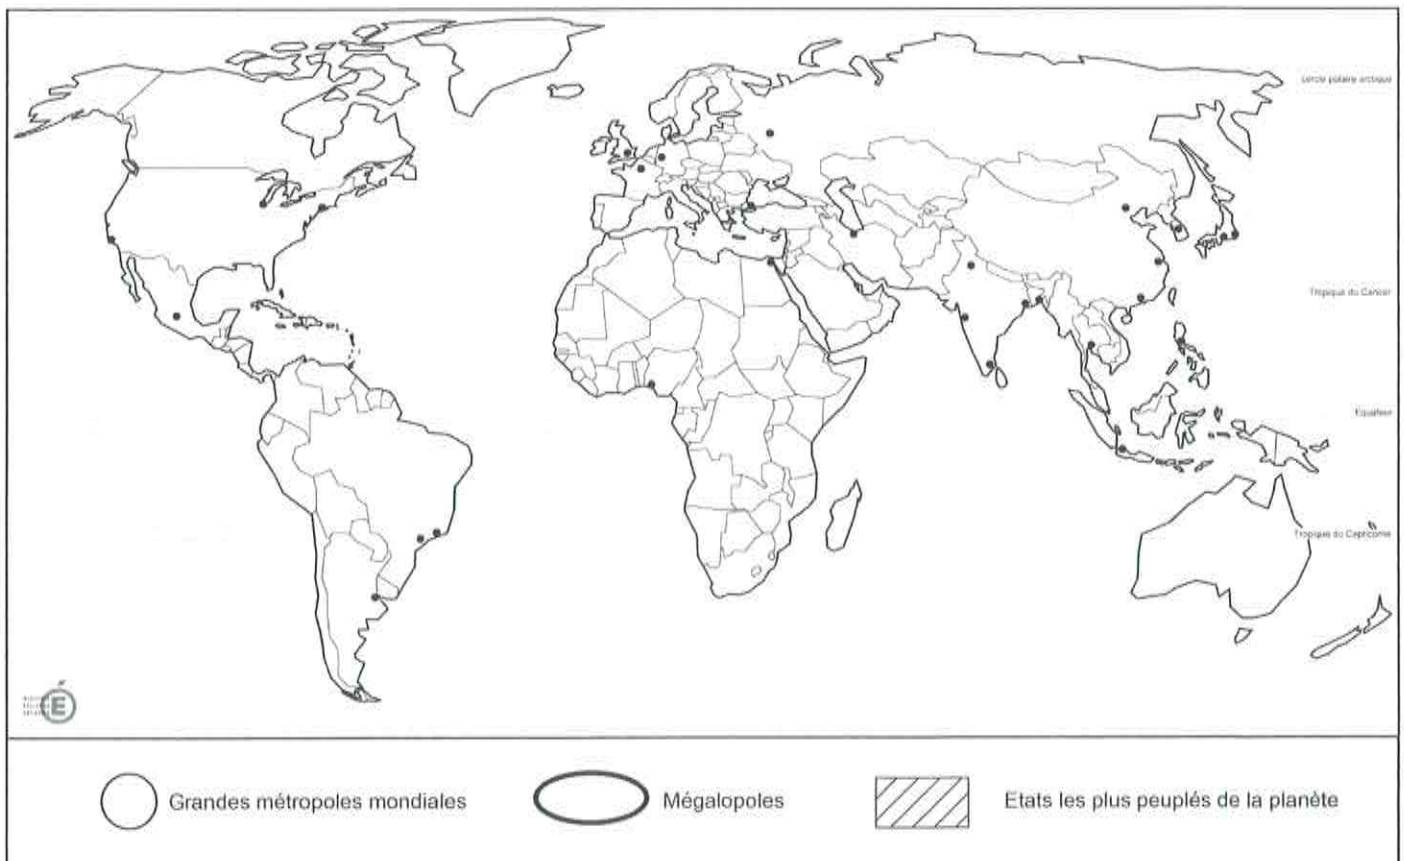 cercle polaire arctique
Tropique du Cancer
Equateur
Tropique du Capricorne
É
Grandes métropoles mondiales
Mégalopoles
Etats les plus peuplés de la planète